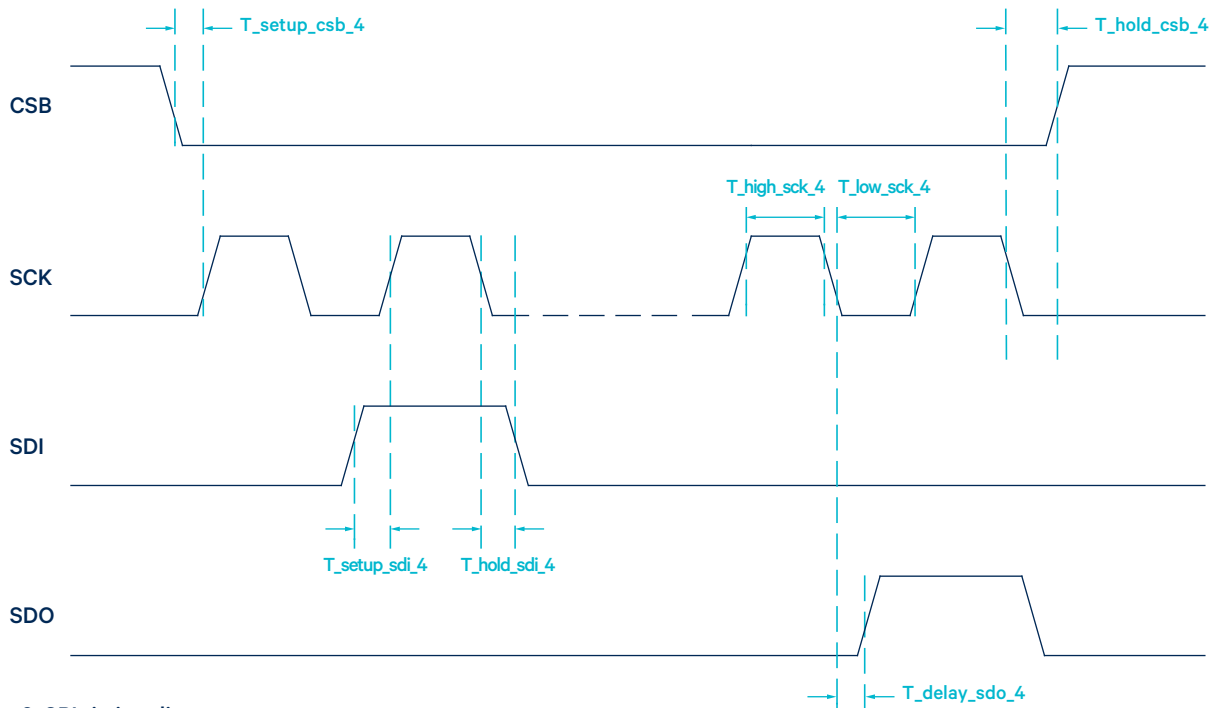 T_setup_csb_4
T_hold_csb_4
CSB
T_high_sck_4 T_low_sck_4
SCK
SDI
T_setup_sdi_4 T_hold_sdi_4
SDO
T_delay_sdo_4